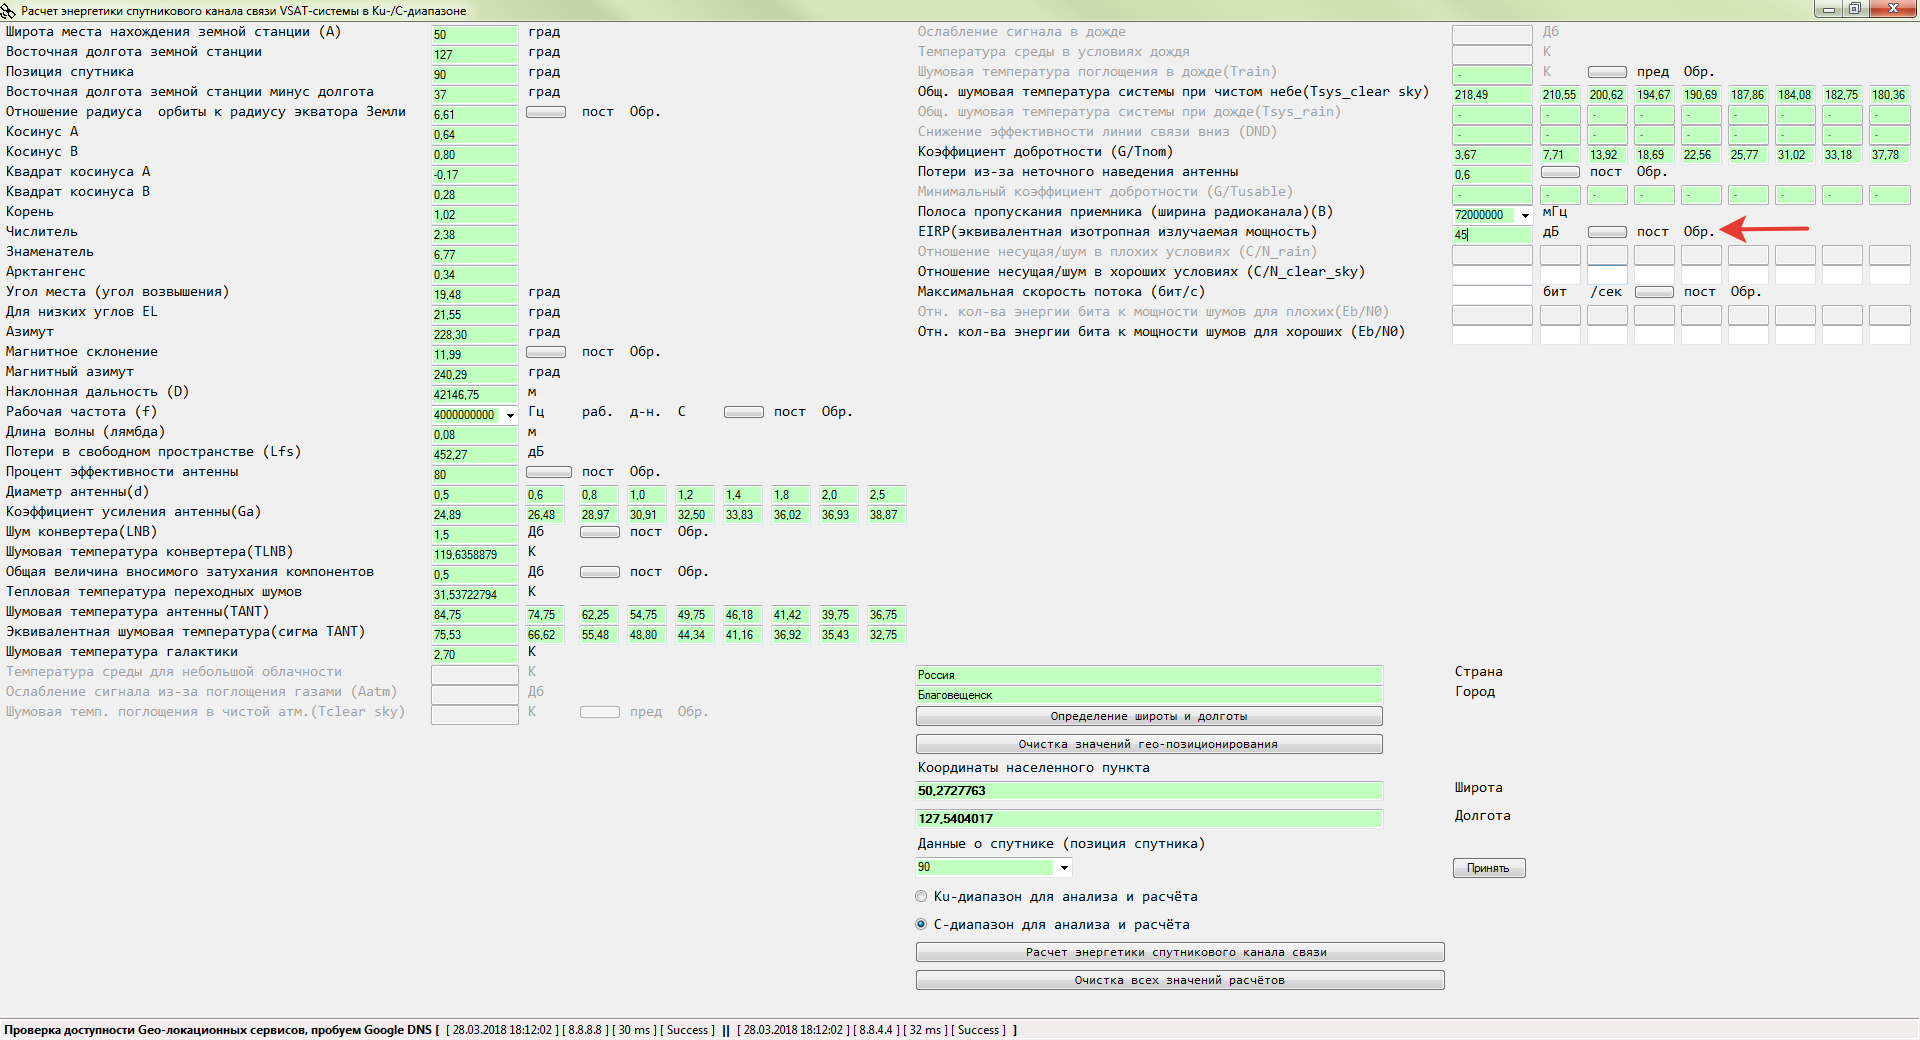 Расчет энергетики спутникового канала связи VSAT-системы в Ku-/C-диапазоне
Широта места нахождения земной станции (А) 50 град
Восточная долгота земной станции 127 град
Позиция спутника 90 град
Восточная долгота земной станции минус долгота 37 град
Отношение радиуса орбиты к радиусу экватора Земли 6,61 пост Обр.
Косинус А 0,64
Косинус В 0,80
Квадрат косинуса А -0,17
Квадрат косинуса В 0,28
Корень 1,02
Числитель 2,38
Знаменатель 6,77
Арктангенс 0,34
Угол места (угол возвышения) 19,48 град
Для низких углов EL 21,55 град
Азимут 228,30 град
Магнитное склонение 11,99 пост Обр.
Магнитный азимут 240,29 град
Наклонная дальность (D) 42146,75 м
Рабочая частота (f) 4000000000 Гц раб. д-н. С пост Обр.
Длина волны (лямбда) 0,08 м
Потери в свободном пространстве (Lfs) 452,27 дБ
Процент эффективности антенны 80 пост Обр.
Диаметр антенны(d) 0,5 0,6 0,8 1,0 1,2 1,4 1,8 2,0 2,5
Коэффициент усиления антенны(Ga) 24,89 26,48 28,97 30,91 32,50 33,83 36,02 36,93 38,87
Шум конвертера(LNB) 1,5 Дб пост Обр.
Шумовая температура конвертера(TLNB) 119,6358879 К
Общая величина вносимого затухания компонентов 0,5 Дб пост Обр.
Тепловая температура переходных шумов 31,53722794 К
Шумовая температура антенны(TANT) 84,75 74,75 62,25 54,75 49,75 46,18 41,42 39,75 36,75
Эквивалентная шумовая температура(сигма TANT) 75,53 66,62 55,48 48,80 44,34 41,16 36,92 35,43 32,75
Шумовая температура галактики 2,70 К
Температура среды для небольшой облачности К
Ослабление сигнала из-за поглощения газами (Aatm) Дб
Шумовая темп. поглощения в чистой атм.(Tclear sky) К пред Обр.
Ослабление сигнала в дожде Дб
Температура среды в условиях дождя К
Шумовая температура поглощения в дожде(Train) - К пред Обр.
Общ. шумовая температура системы при чистом небе(Tsys_clear sky) 218,49 210,55 200,62 194,67 190,69 187,86 184,08 182,75 180,36
Общ. шумовая температура системы при дожде(Tsys_rain) - - - - - - - - -
Снижение эффективности линии связи вниз (DND) - - - - - - - - -
Коэффициент добротности (G/Tnom) 3,67 7,71 13,92 18,69 22,56 25,77 31,02 33,18 37,78
Потери из-за неточного наведения антенны 0,6 пост Обр.
Минимальный коэффициент добротности (G/Tusable) - - - - - - - - -
Полоса пропускания приемника (ширина радиоканала)(В) 72000000 мГц
EIRP(эквивалентная изотропная излучаемая мощность) 45 дБ пост Обр.
Отношение несущая/шум в плохих условиях (C/N_rain)
Отношение несущая/шум в хороших условиях (C/N_clear_sky)
Максимальная скорость потока (бит/с) бит /сек пост Обр.
Отн. кол-ва энергии бита к мощности шумов для плохих(Eb/N0)
Отн. кол-ва энергии бита к мощности шумов для хороших (Eb/N0)
Россия Страна
Благовещенск Город
Определение широты и долготы
Очистка значений гео-позиционирования
Координаты населенного пункта
50,2727763 Широта
127,5404017 Долгота
Данные о спутнике (позиция спутника)
90 Принять
Ku-диапазон для анализа и расчёта
С-диапазон для анализа и расчёта
Расчет энергетики спутникового канала связи
Очистка всех значений расчётов
Проверка доступности Geo-локационных сервисов, пробуем Google DNS [ [ 28.03.2018 18:12:02 ] [ 8.8.8.8 ] [ 30 ms ] [ Success ] || [ 28.03.2018 18:12:02 ] [ 8.8.4.4 ] [ 32 ms ] [ Success ] ]